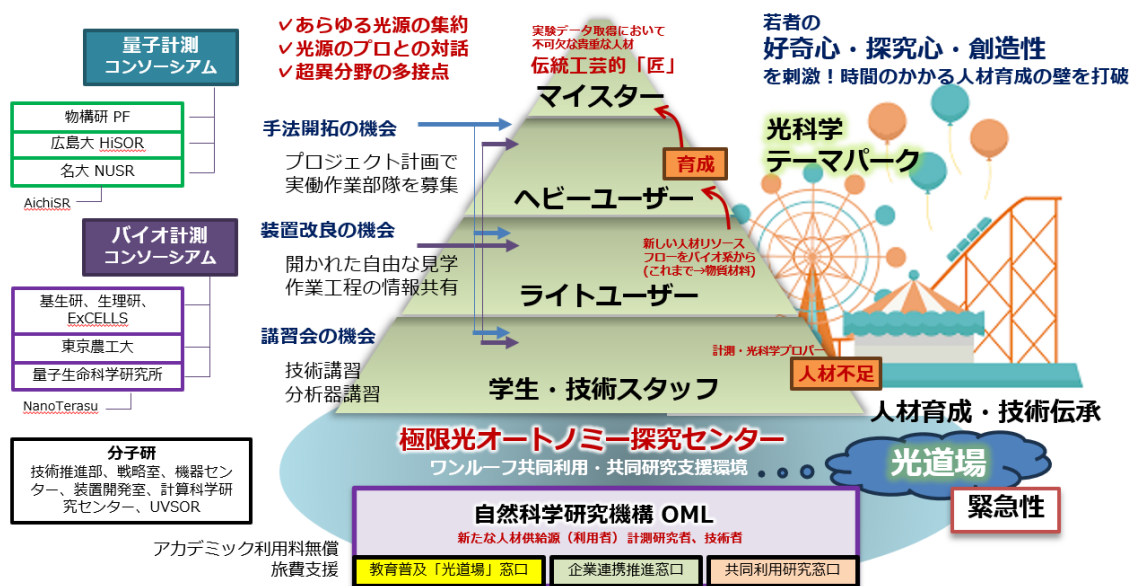 量子計測
コンソーシアム
物構研 PF
広島大 HiSOR
名大 NUSR
AichiSR
バイオ計測
コンソーシアム
基生研、生理研、
ExCELLS
東京農工大
量子生命科学研究所
NanoTerasu
分子研
技術推進部、戦略室、機器セン
ター、装置開発室、計算科学研
究センター、UVSOR
✓あらゆる光源の集約
✓光源のプロとの対話
✓超異分野の多接点
手法開拓の機会
プロジェクト計画で
実働作業部隊を募集
装置改良の機会
開かれた自由な見学
作業工程の情報共有
講習会の機会
技術講習
分析器講習
実験データ取得において
不可欠な貴重な人材
伝統工芸的「匠」
マイスター
育成
ヘビーユーザー
新しい人材リソース
フローをバイオ系から
(これまで→物質材料)
ライトユーザー
計測・光科学プロパー
人材不足
学生・技術スタッフ
若者の
好奇心・探究心・創造性
を刺激！時間のかかる人材育成の壁を打破
光科学
テーマパーク
人材育成・技術伝承
極限光オートノミー探究センター
ワンルーフ共同利用・共同研究支援環境
光道場
緊急性
自然科学研究機構 OML
新たな人材供給源（利用者）計測研究者、技術者
アカデミック利用料無償
旅費支援
教育普及「光道場」窓口
企業連携推進窓口
共同利用研究窓口